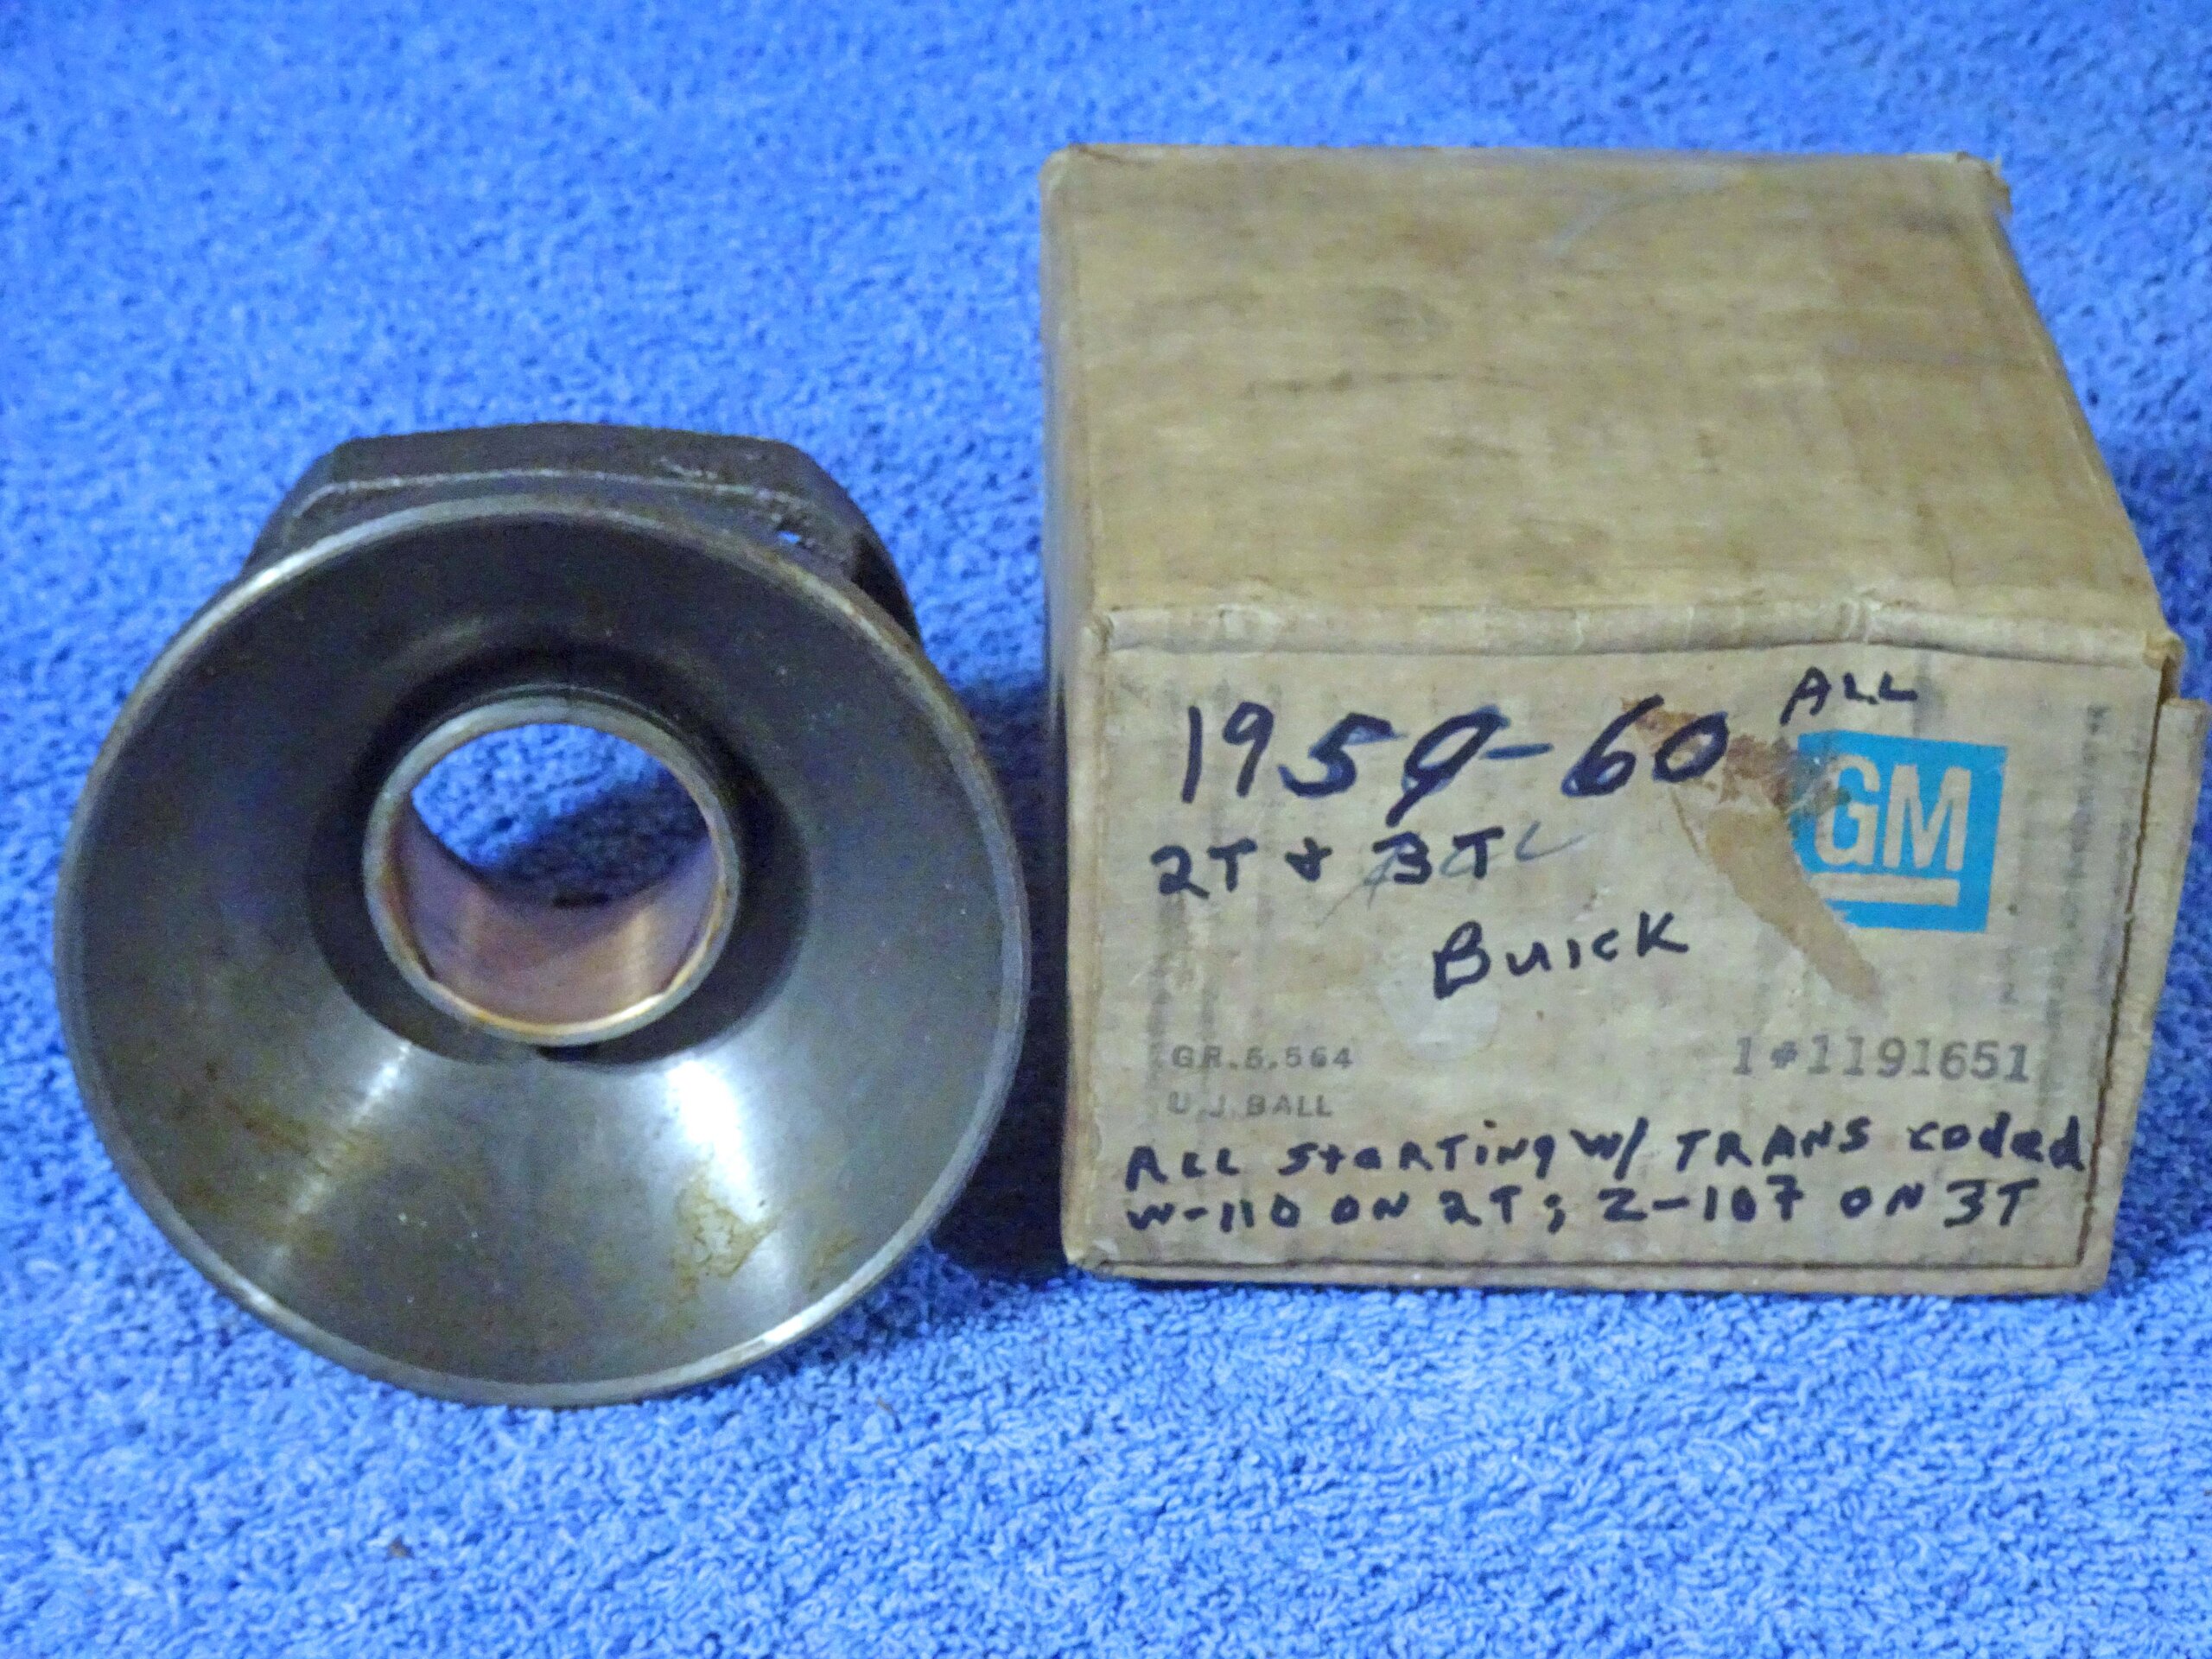 ALL
1959-60
GM
2T & 3T
Buick
GR.5.564
1 #1191651
U.J.BALL
ALL StaRTing W/ TRANS coded
W-110 ON 2T; Z-107 ON 3T